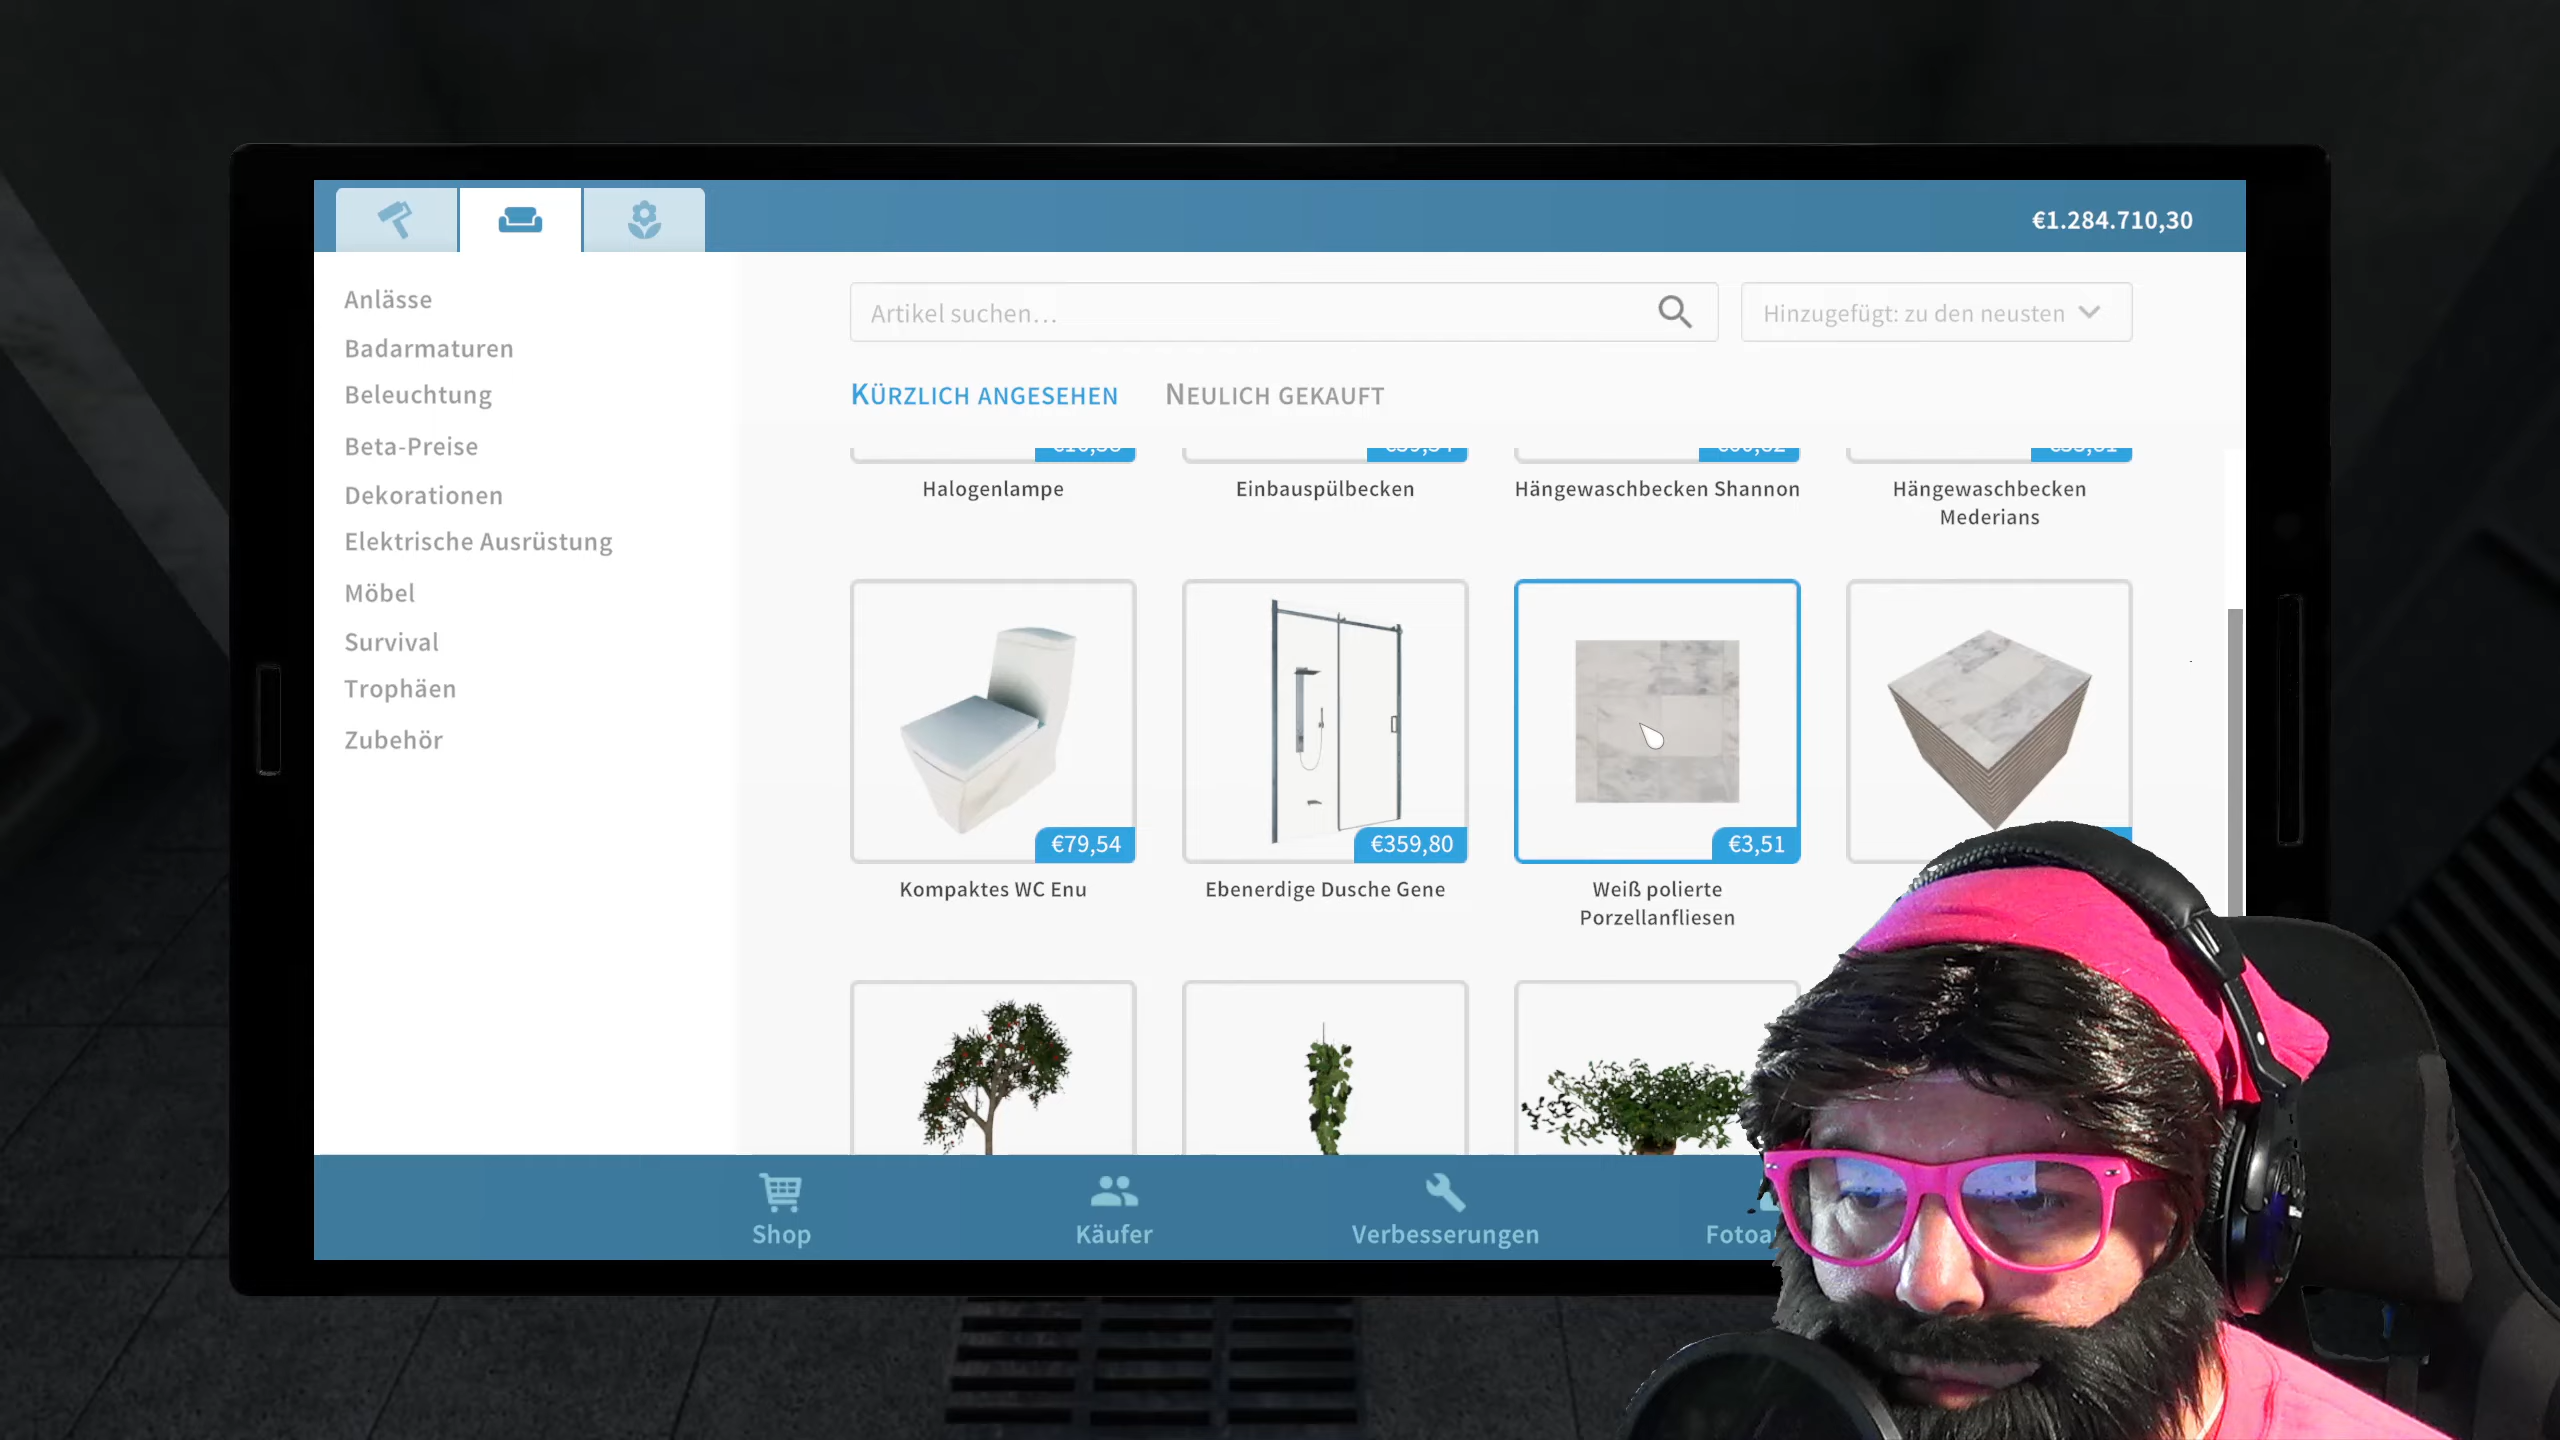 €1.284.710,30
Anlässe
Badarmaturen
Beleuchtung
Beta-Preise
Dekorationen
Elektrische Ausrüstung
Möbel
Survival
Trophäen
Zubehör
Artikel suchen...
Hinzugefügt: zu den neusten
KÜRZLICH ANGESEHEN
NEULICH GEKAUFT
Halogenlampe
Einbauspülbecken
Hängewaschbecken Shannon
Hängewaschbecken
Mederians
€79,54
€359,80
€3,51
Kompaktes WC Enu
Ebenerdige Dusche Gene
Weiß polierte
Porzellanfliesen
Shop
Käufer
Verbesserungen